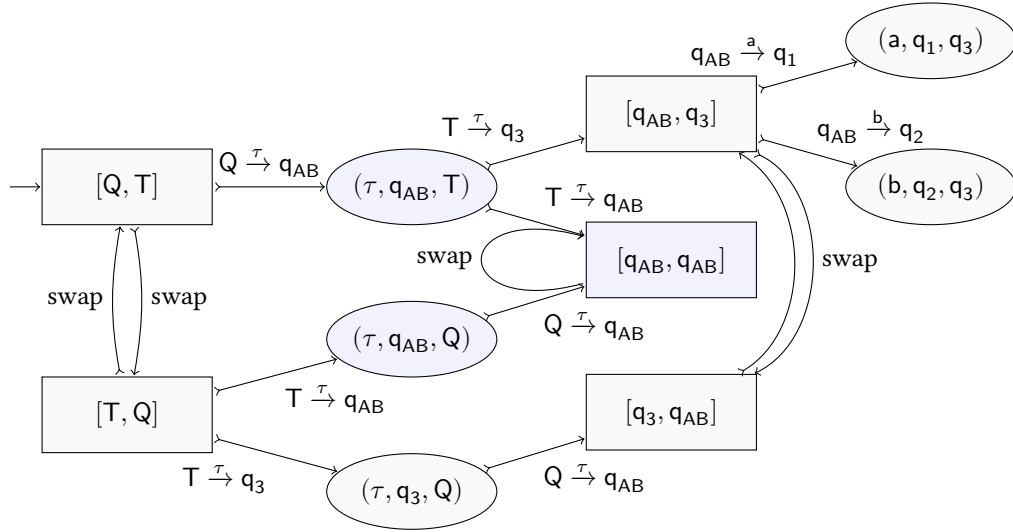 q_AB →^a q_1
(a, q_1, q_3)
T →^τ q_3
[q_AB, q_3]
q_AB →^b q_2
[Q, T]
Q →^τ q_AB
(τ, q_AB, T)
(b, q_2, q_3)
T →^τ q_AB
swap
[q_AB, q_AB]
swap
swap
swap
(τ, q_AB, Q)
Q →^τ q_AB
[T, Q]
T →^τ q_AB
[q_3, q_AB]
T →^τ q_3
(τ, q_3, Q)
Q →^τ q_AB